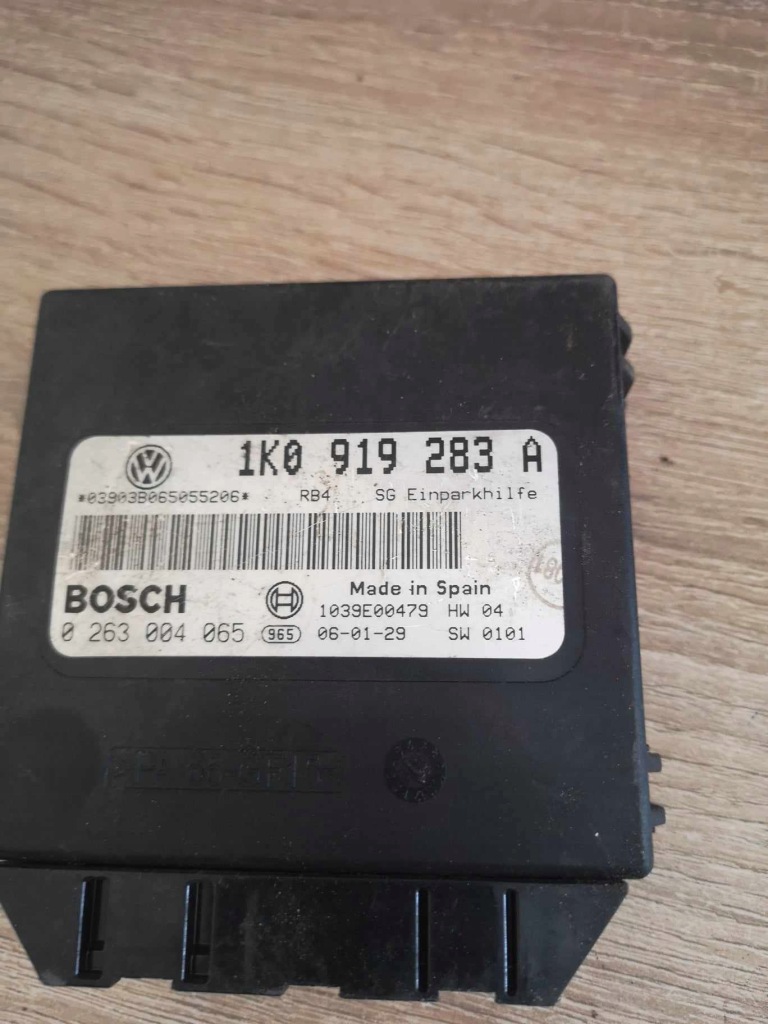 1K0 919 283 A
*03903B065055206* RB4 SG Einparkhilfe
BOSCH
Made in Spain
1039E00479 HW 04
0 263 004 065 965 06-01-29 SW 0101